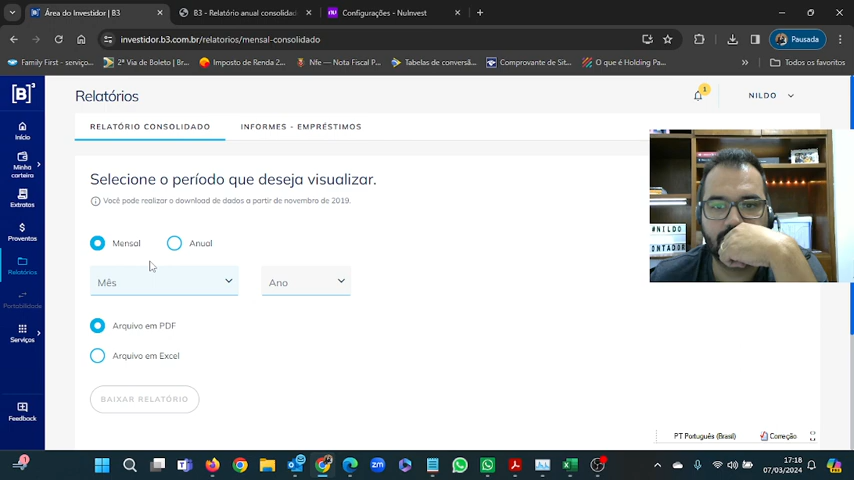 Área do Investidor | B3
B3 - Relatório anual consolidad
Configurações - NuInvest
investidor.b3.com.br/relatorios/mensal-consolidado
Pausada
Family First - serviço...
2ª Via de Boleto | Br...
Imposto de Renda 2...
Nfe — Nota Fiscal P...
Tabelas de conversã...
Comprovante de Sit...
O que é Holding Pa...
Todos os favoritos
[B]³
Relatórios
1
NILDO
RELATÓRIO CONSOLIDADO
INFORMES - EMPRÉSTIMOS
Início
Minha carteira
Extratos
Proventos
Relatórios
Portabilidade
Serviços
Feedback
Selecione o período que deseja visualizar.
Você pode realizar o download de dados a partir de novembro de 2019.
Mensal
Anual
Mês
Ano
Arquivo em PDF
Arquivo em Excel
BAIXAR RELATÓRIO
#NILDO
CONTADOR
PT Português (Brasil)
Correção
17:18
07/03/2024